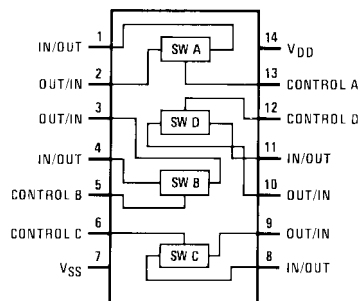 1 IN/OUT
2 OUT/IN
3 OUT/IN
4 IN/OUT
5 CONTROL B
6 CONTROL C
7 VSS
SW A
SW D
SW B
SW C
14 VDD
13 CONTROL A
12 CONTROL D
11 IN/OUT
10 OUT/IN
9 OUT/IN
8 IN/OUT